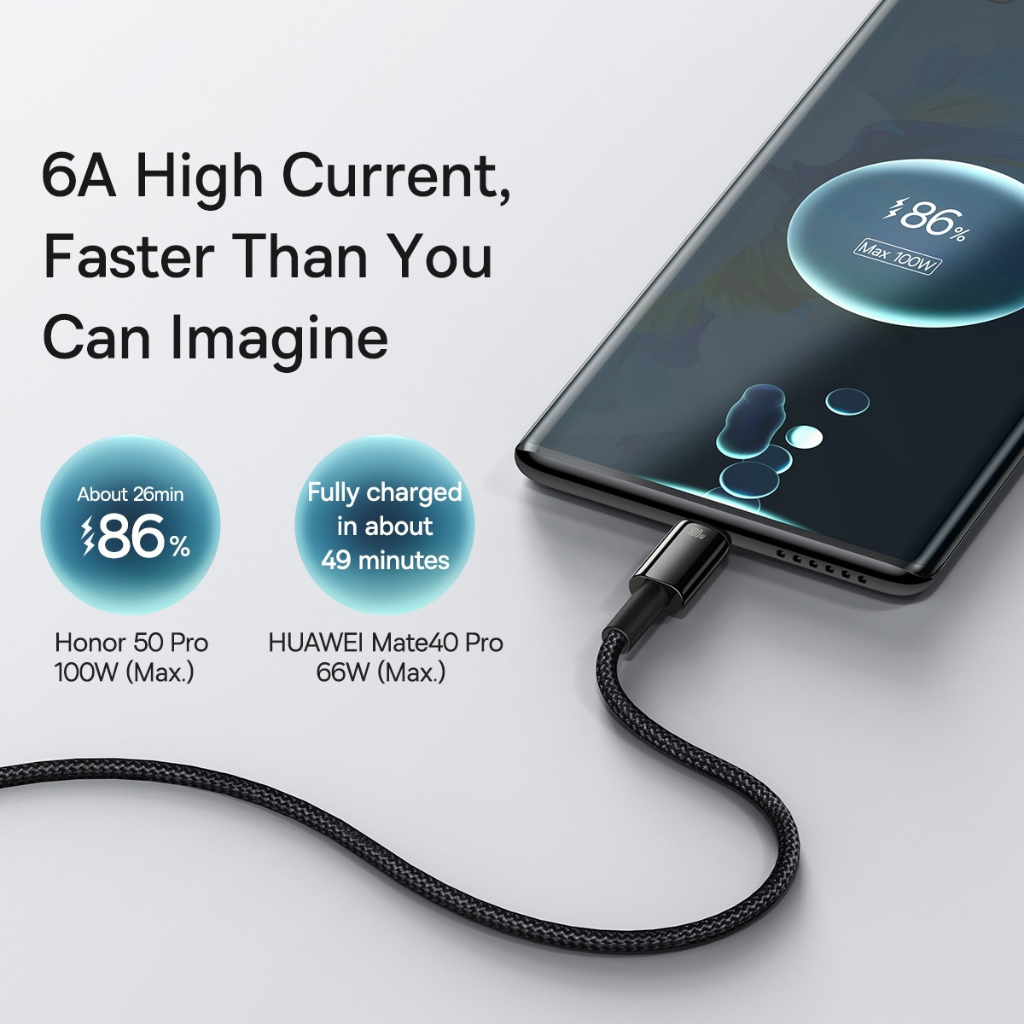 6A High Current,
Faster Than You
Can Imagine
86%
Max 100W
About 26min
86%
Fully charged
in about
49 minutes
Honor 50 Pro
100W (Max.)
HUAWEI Mate40 Pro
66W (Max.)
100W